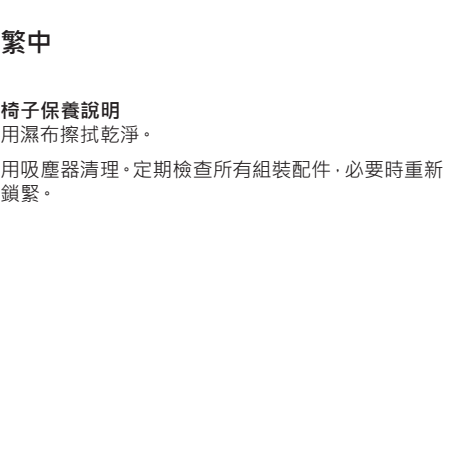 繁中
椅子保養說明
用濕布擦拭乾淨。
用吸塵器清理。定期檢查所有組裝配件，必要時重新
鎖緊。